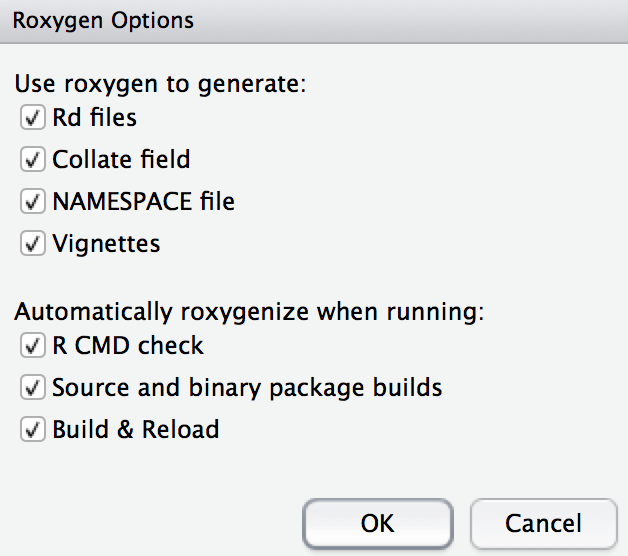 Roxygen Options
Use roxygen to generate:
Rd files
Collate field
NAMESPACE file
Vignettes
Automatically roxygenize when running:
R CMD check
Source and binary package builds
Build & Reload
OK
Cancel